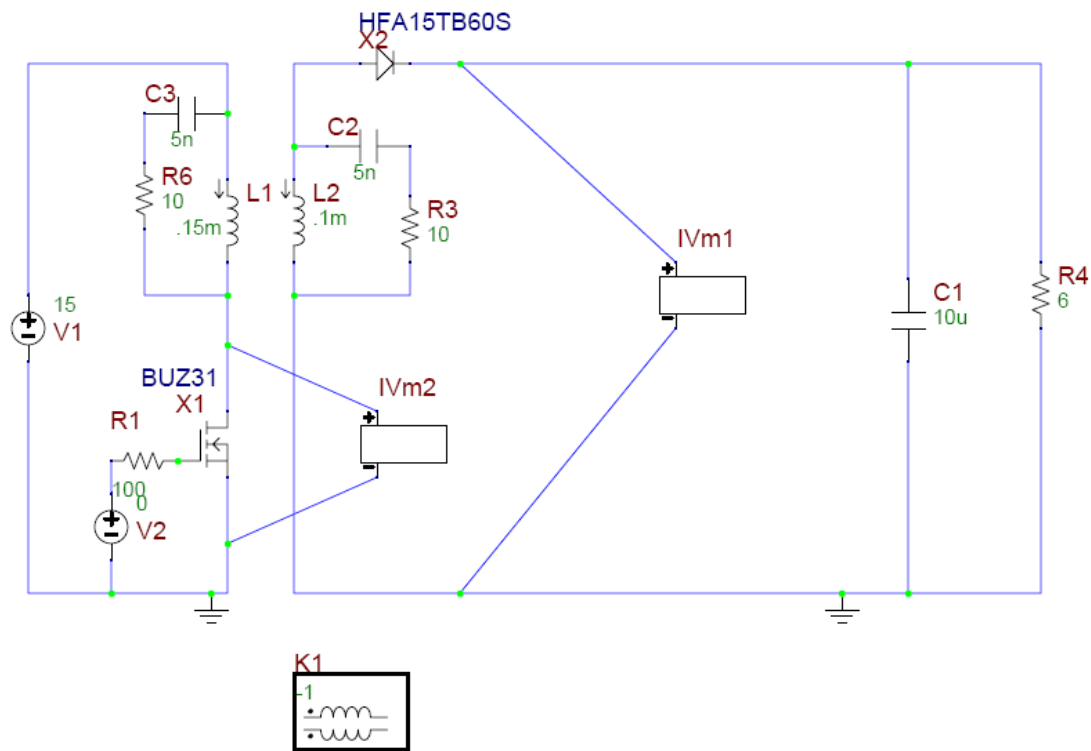 HFA15TB60S
X2
C3
5n
C2
5n
R6
10
L1
.15m
L2
.1m
R3
10
IVm1
+
-
C1
10u
R4
6
15
+
-
V1
BUZ31
X1
IVm2
+
-
R1
100
0
+
-
V2
K1
-1